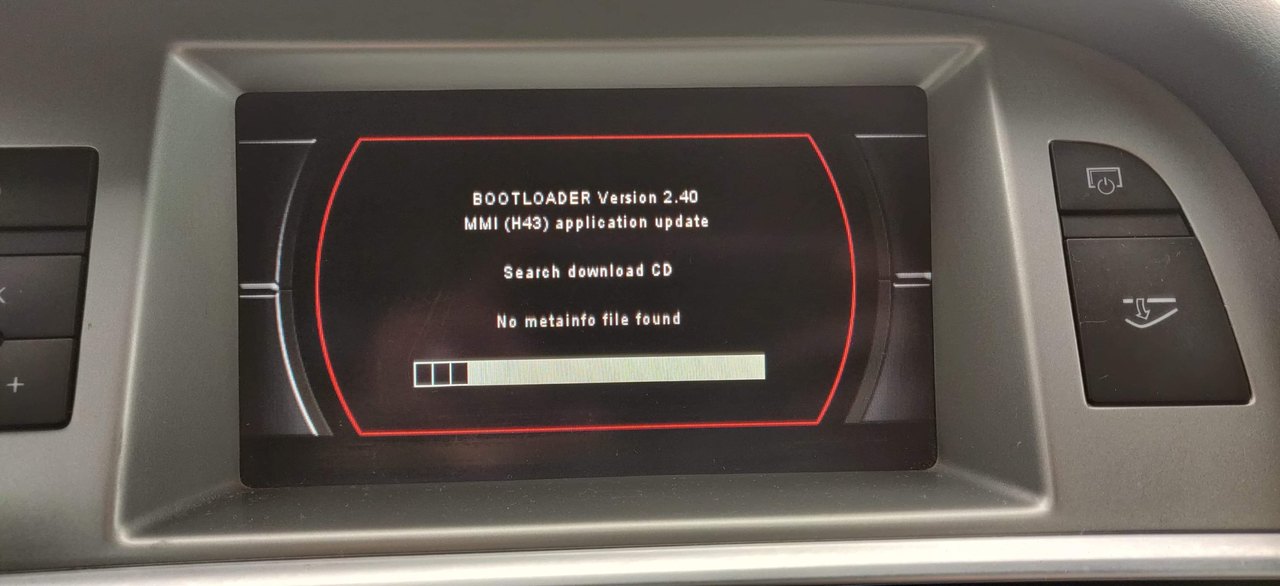 BOOTLOADER Version 2.40
MMI (H43) application update
Search download CD
No metainfo file found
+